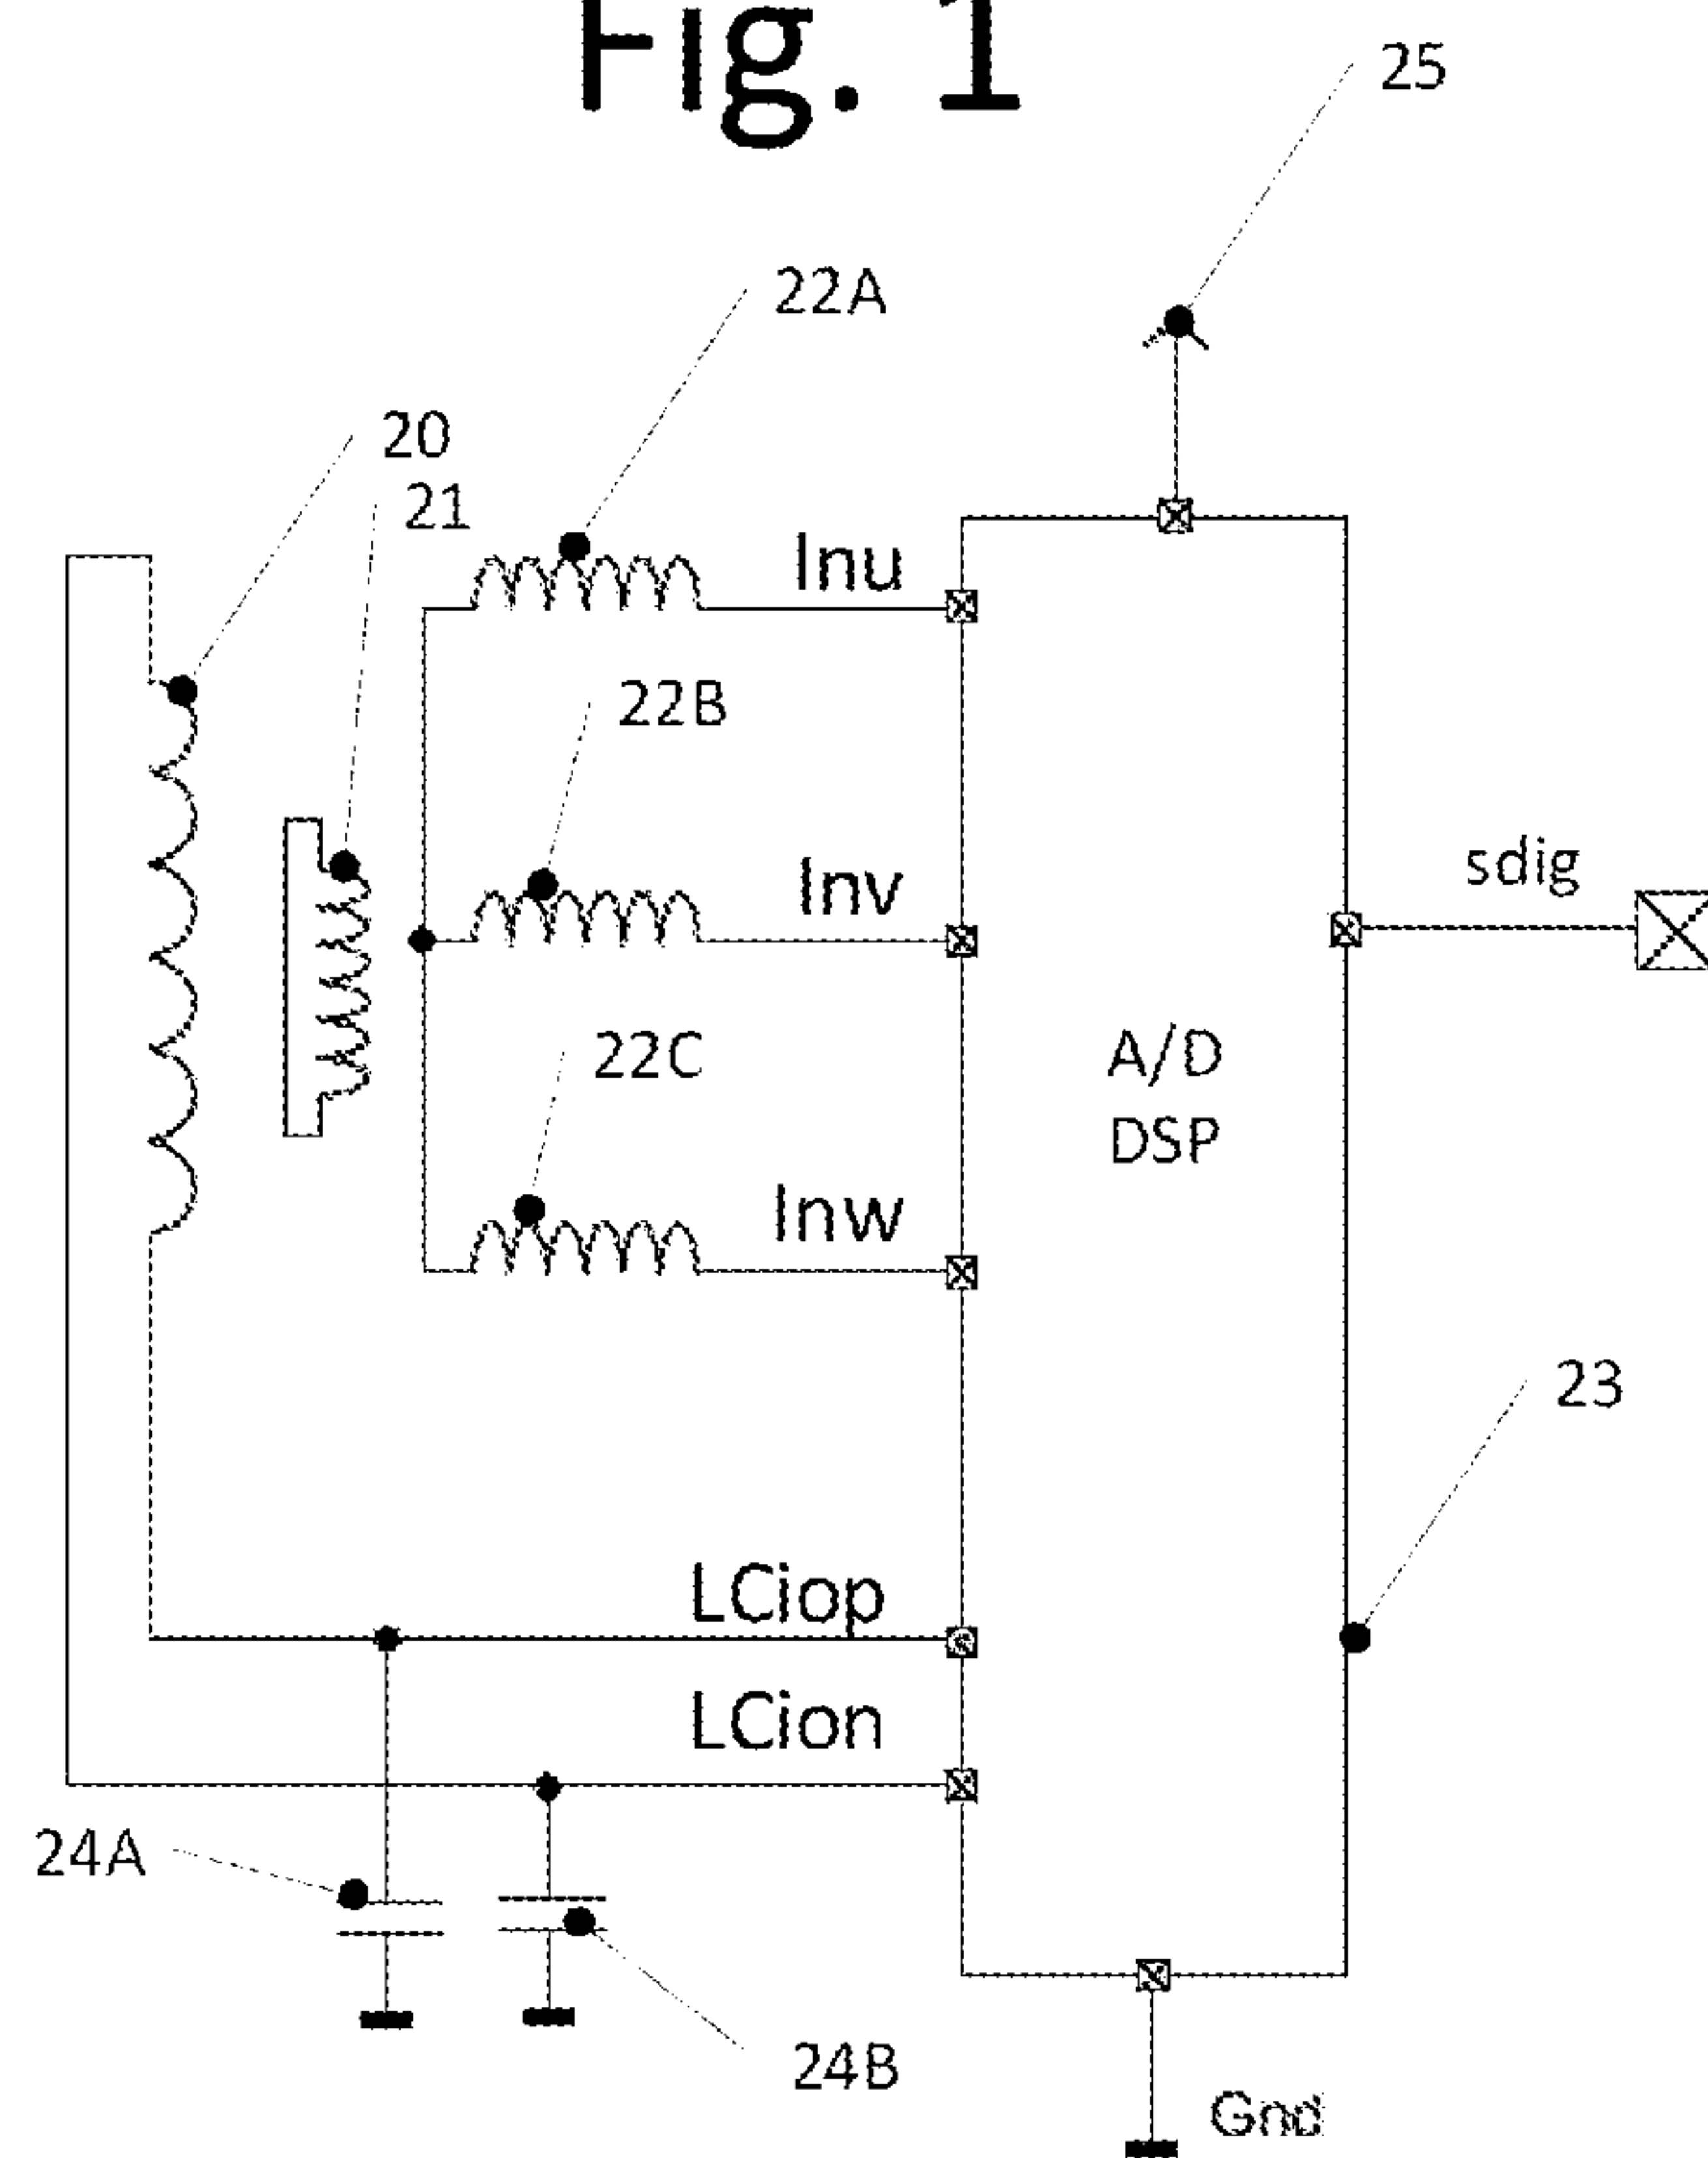 Fig. 1
25
22A
20
21
Inu
22B
Inv
sdig
22C
A/D
DSP
Inw
23
LCiop
LCion
24A
24B
Gnd